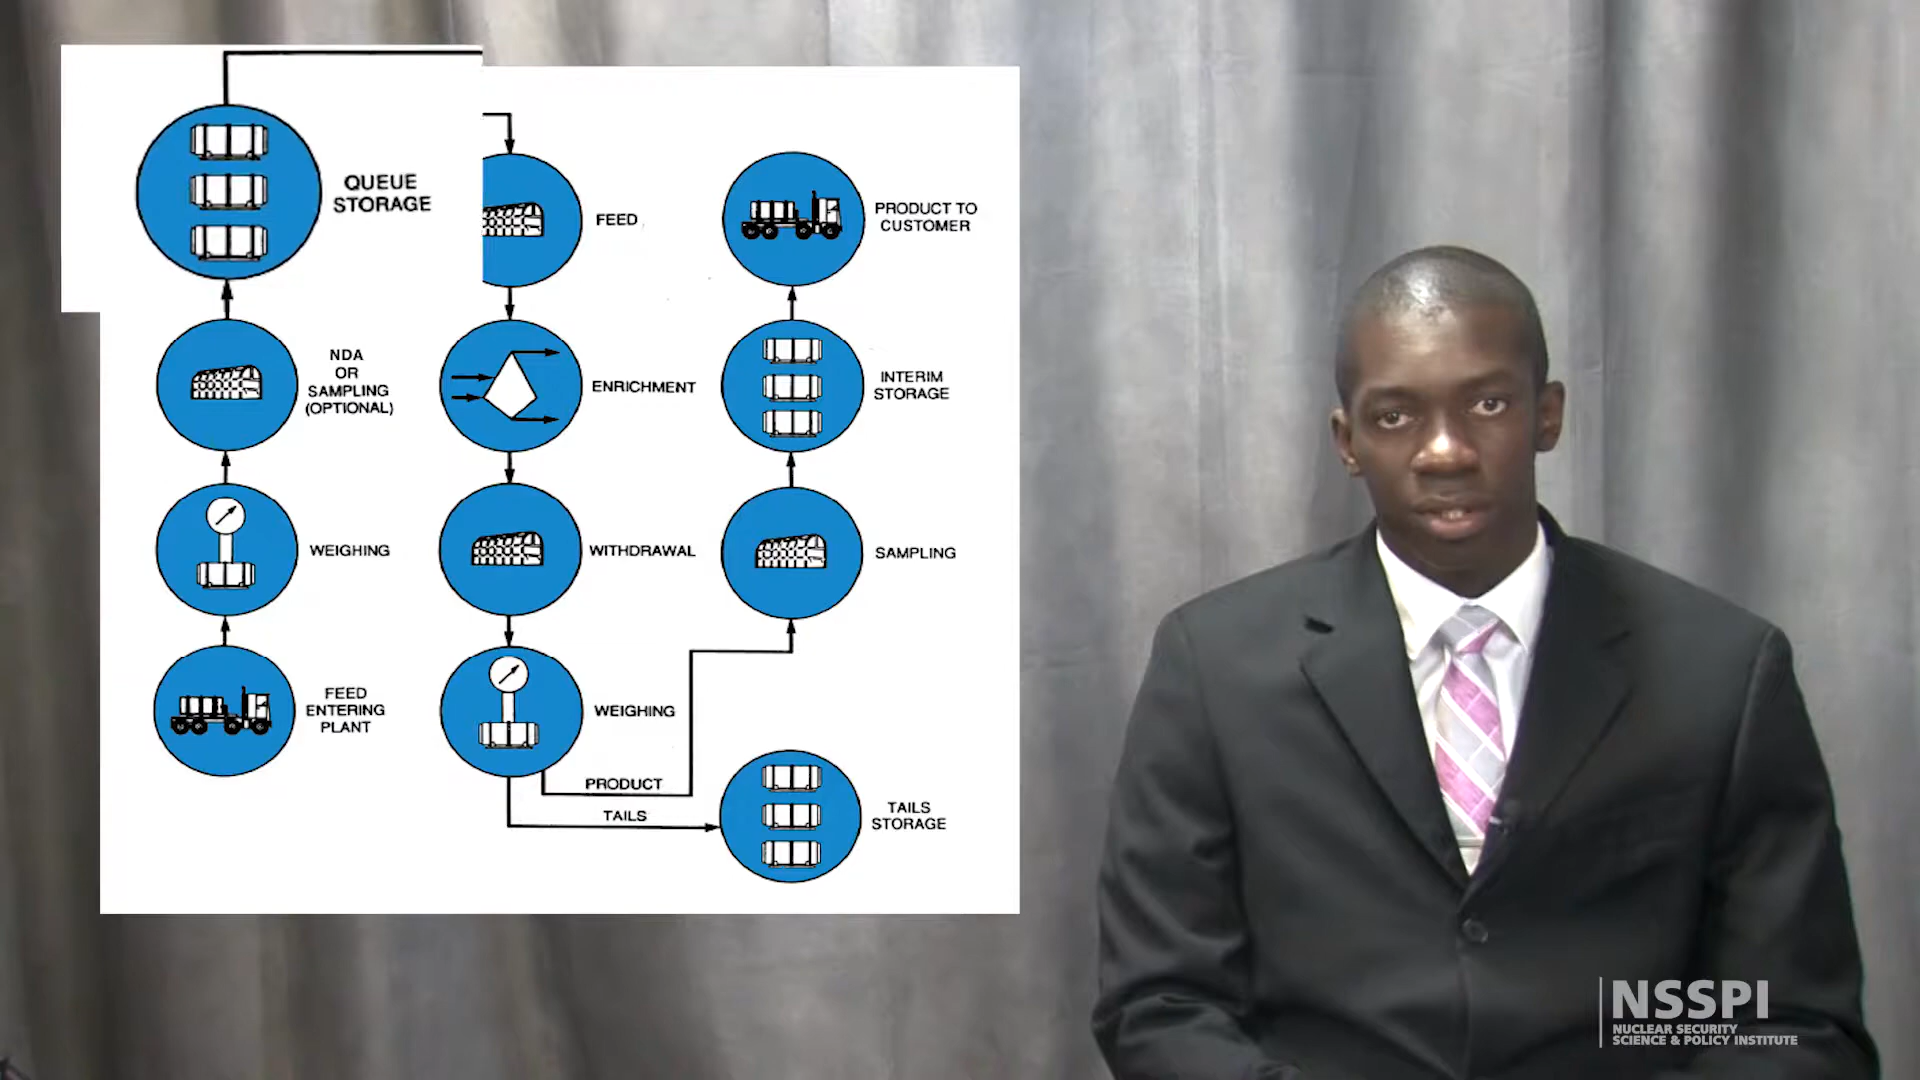 QUEUE
STORAGE
NDA
OR
SAMPLING
(OPTIONAL)
WEIGHING
FEED
ENTERING
PLANT
FEED
ENRICHMENT
WITHDRAWAL
WEIGHING
PRODUCT
TAILS
PRODUCT TO
CUSTOMER
INTERIM
STORAGE
SAMPLING
TAILS
STORAGE
NSSPI
NUCLEAR SECURITY
SCIENCE & POLICY INSTITUTE